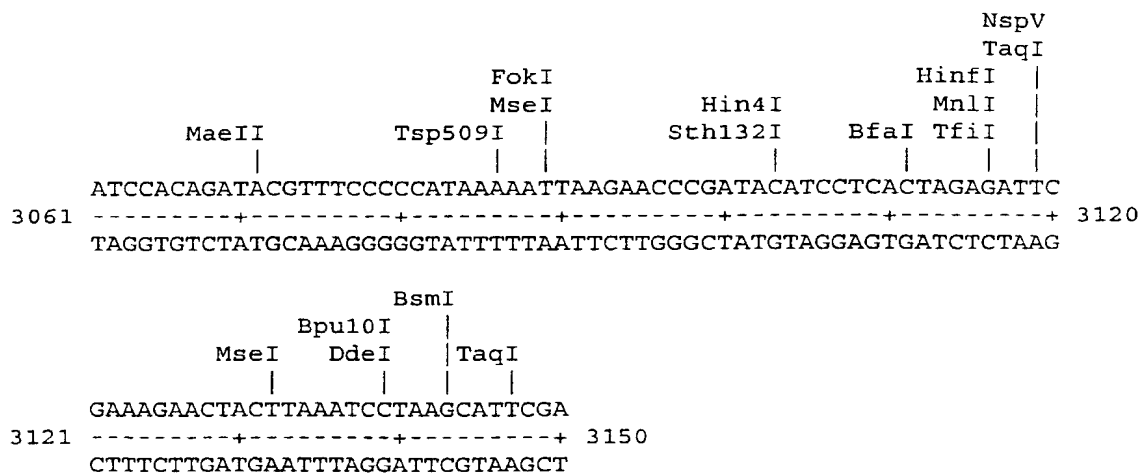 NspV
TaqI
FokI HinfI
MseI Hin4I MnlI
MaeII Tsp509I Sth132I BfaI TfiI
ATCCACAGATACGTTTCCCCCATAAAAATTAAGAACCCGATACATCCTCACTAGAGATTC
3061 ---------+---------+---------+---------+---------+---------+ 3120
TAGGTGTCTATGCAAAGGGGGTATTTTTAATTCTTGGGCTATGTAGGAGTGATCTCTAAG
BsmI
Bpu10I
MseI DdeI TaqI
GAAAGAACTACTTAAATCCTAAGCATTCGA
3121 ---------+---------+---------+ 3150
CTTTCTTGATGAATTTAGGATTCGTAAGCT